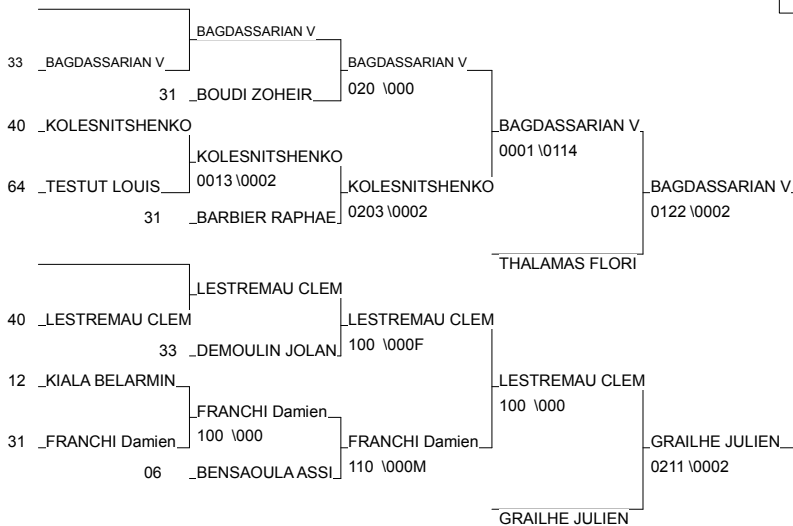 BAGDASSARIAN V
33 BAGDASSARIAN V BAGDASSARIAN V
31 BOUDI ZOHEIR 020 \000
40 KOLESNITSHENKO BAGDASSARIAN V
KOLESNITSHENKO 0001 \0114
0013 \0002
64 TESTUT LOUIS KOLESNITSHENKO BAGDASSARIAN V
31 BARBIER RAPHAE 0203 \0002 0122 \0002
THALAMAS FLORI
LESTREMAU CLEM
40 LESTREMAU CLEM LESTREMAU CLEM
33 DEMOULIN JOLAN 100 \000F
12 KIALA BELARMIN LESTREMAU CLEM
FRANCHI Damien 100 \000
100 \000
31 FRANCHI Damien FRANCHI Damien GRAILHE JULIEN
06 BENSAOULA ASSI 110 \000M 0211 \0002
GRAILHE JULIEN